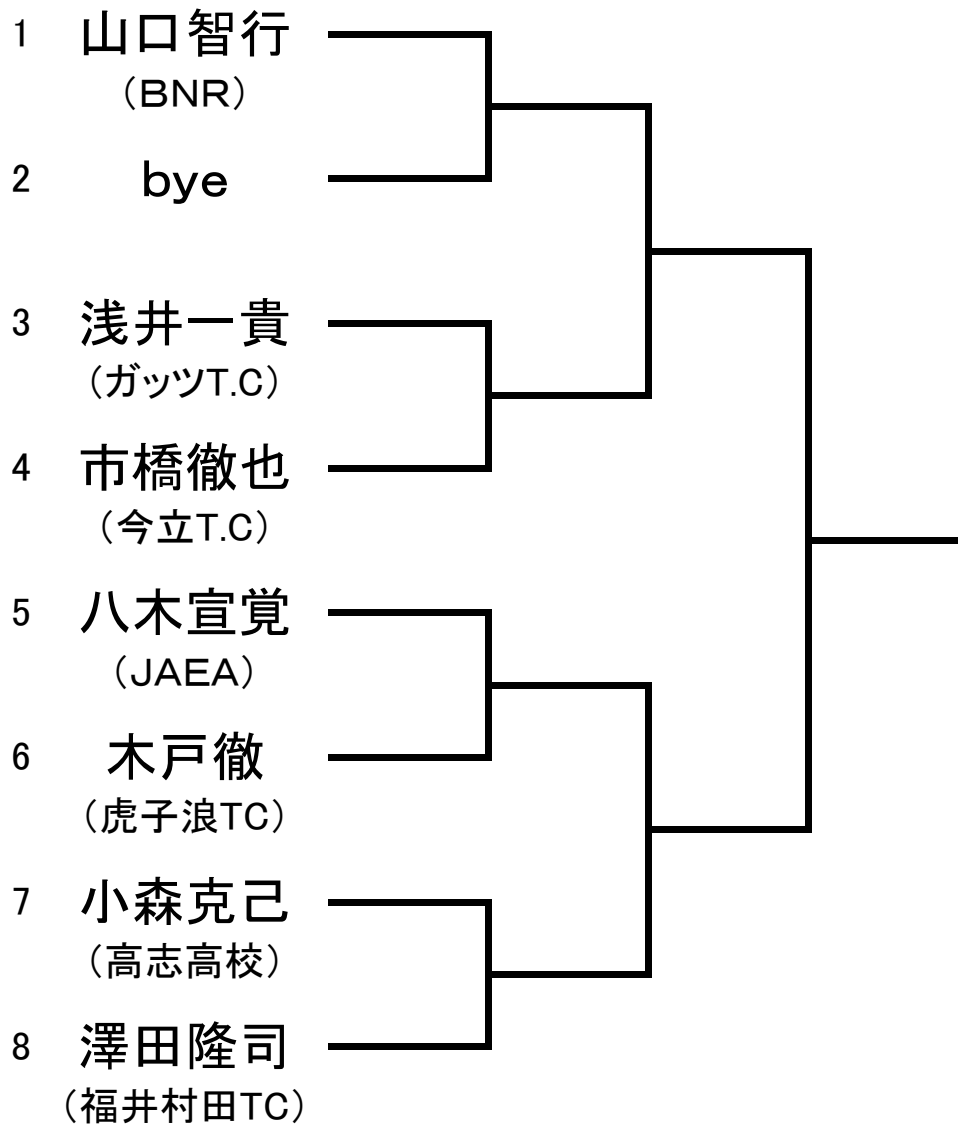 1 山口智行
（BNR）
2 bye
3 浅井一貴
（ガッツT.C）
4 市橋徹也
（今立T.C）
5 八木宣覚
（JAEA）
6 木戸徹
（虎子浪TC）
7 小森克己
（高志高校）
8 澤田隆司
（福井村田TC）